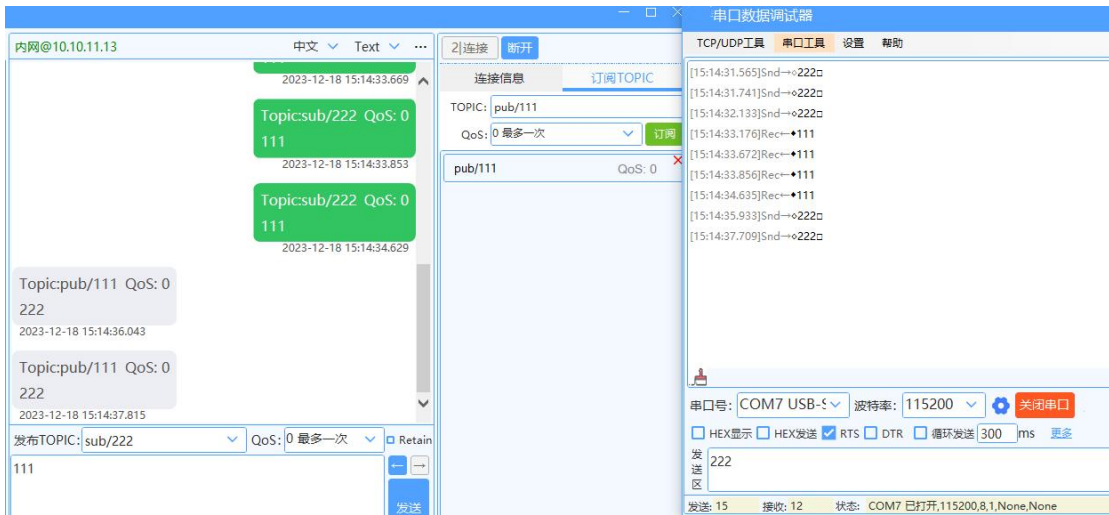 串口数据调试器
内网@10.10.11.13
中文
Text
...
2023-12-18 15:14:33.669
Topic:sub/222 QoS: 0
111
2023-12-18 15:14:33.853
Topic:sub/222 QoS: 0
111
2023-12-18 15:14:34.629
Topic:pub/111 QoS: 0
222
2023-12-18 15:14:36.043
Topic:pub/111 QoS: 0
222
2023-12-18 15:14:37.815
发布TOPIC: sub/222
QoS: 0 最多一次
Retain
111
←
→
发送
2|连接
断开
连接信息
订阅TOPIC
TOPIC: pub/111
QoS: 0 最多一次
订阅
pub/111 QoS: 0
TCP/UDP工具 串口工具 设置 帮助
[15:14:31.565]Snd→◇222□
[15:14:31.741]Snd→◇222□
[15:14:32.133]Snd→◇222□
[15:14:33.176]Rec←◆111
[15:14:33.672]Rec←◆111
[15:14:33.856]Rec←◆111
[15:14:34.635]Rec←◆111
[15:14:35.933]Snd→◇222□
[15:14:37.709]Snd→◇222□
串口号: COM7 USB-S 波特率: 115200 关闭串口
HEX显示 HEX发送 RTS DTR 循环发送 300 ms 更多
发送区
222
发送: 15 接收: 12 状态: COM7 已打开,115200,8,1,None,None